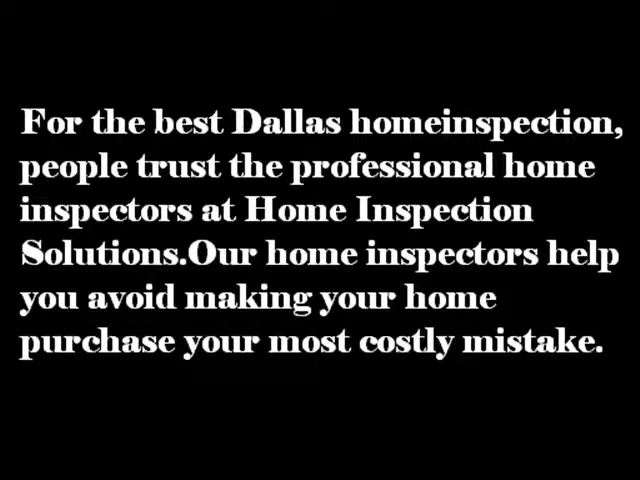 For the best Dallas homeinspection,
people trust the professional home
inspectors at Home Inspection
Solutions.Our home inspectors help
you avoid making your home
purchase your most costly mistake.